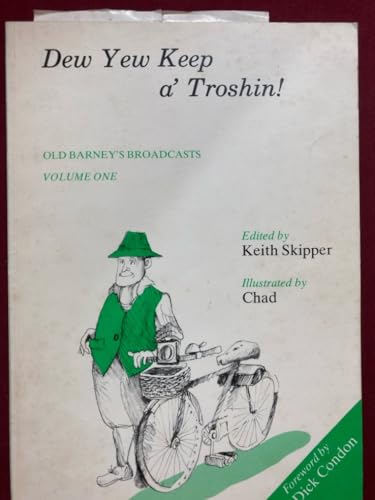 Dew Yew Keep
a' Troshin!
OLD BARNEY'S BROADCASTS
VOLUME ONE
Edited by
Keith Skipper
Illustrated by
Chad
Foreword by
Dick Condon